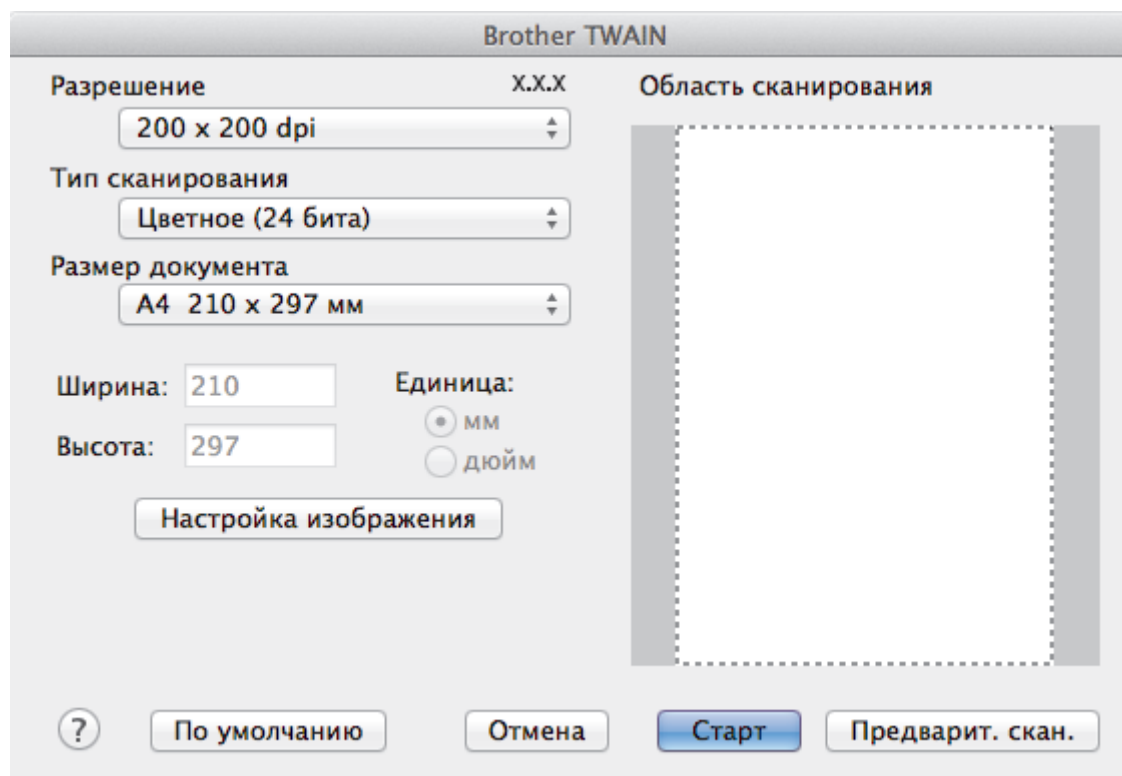 Brother TWAIN
Разрешение X.X.X
200 x 200 dpi
Тип сканирования
Цветное (24 бита)
Размер документа
A4 210 x 297 мм
Ширина: 210
Высота: 297
Единица:
мм
дюйм
Настройка изображения
Область сканирования
? По умолчанию Отмена Старт Предварит. скан.